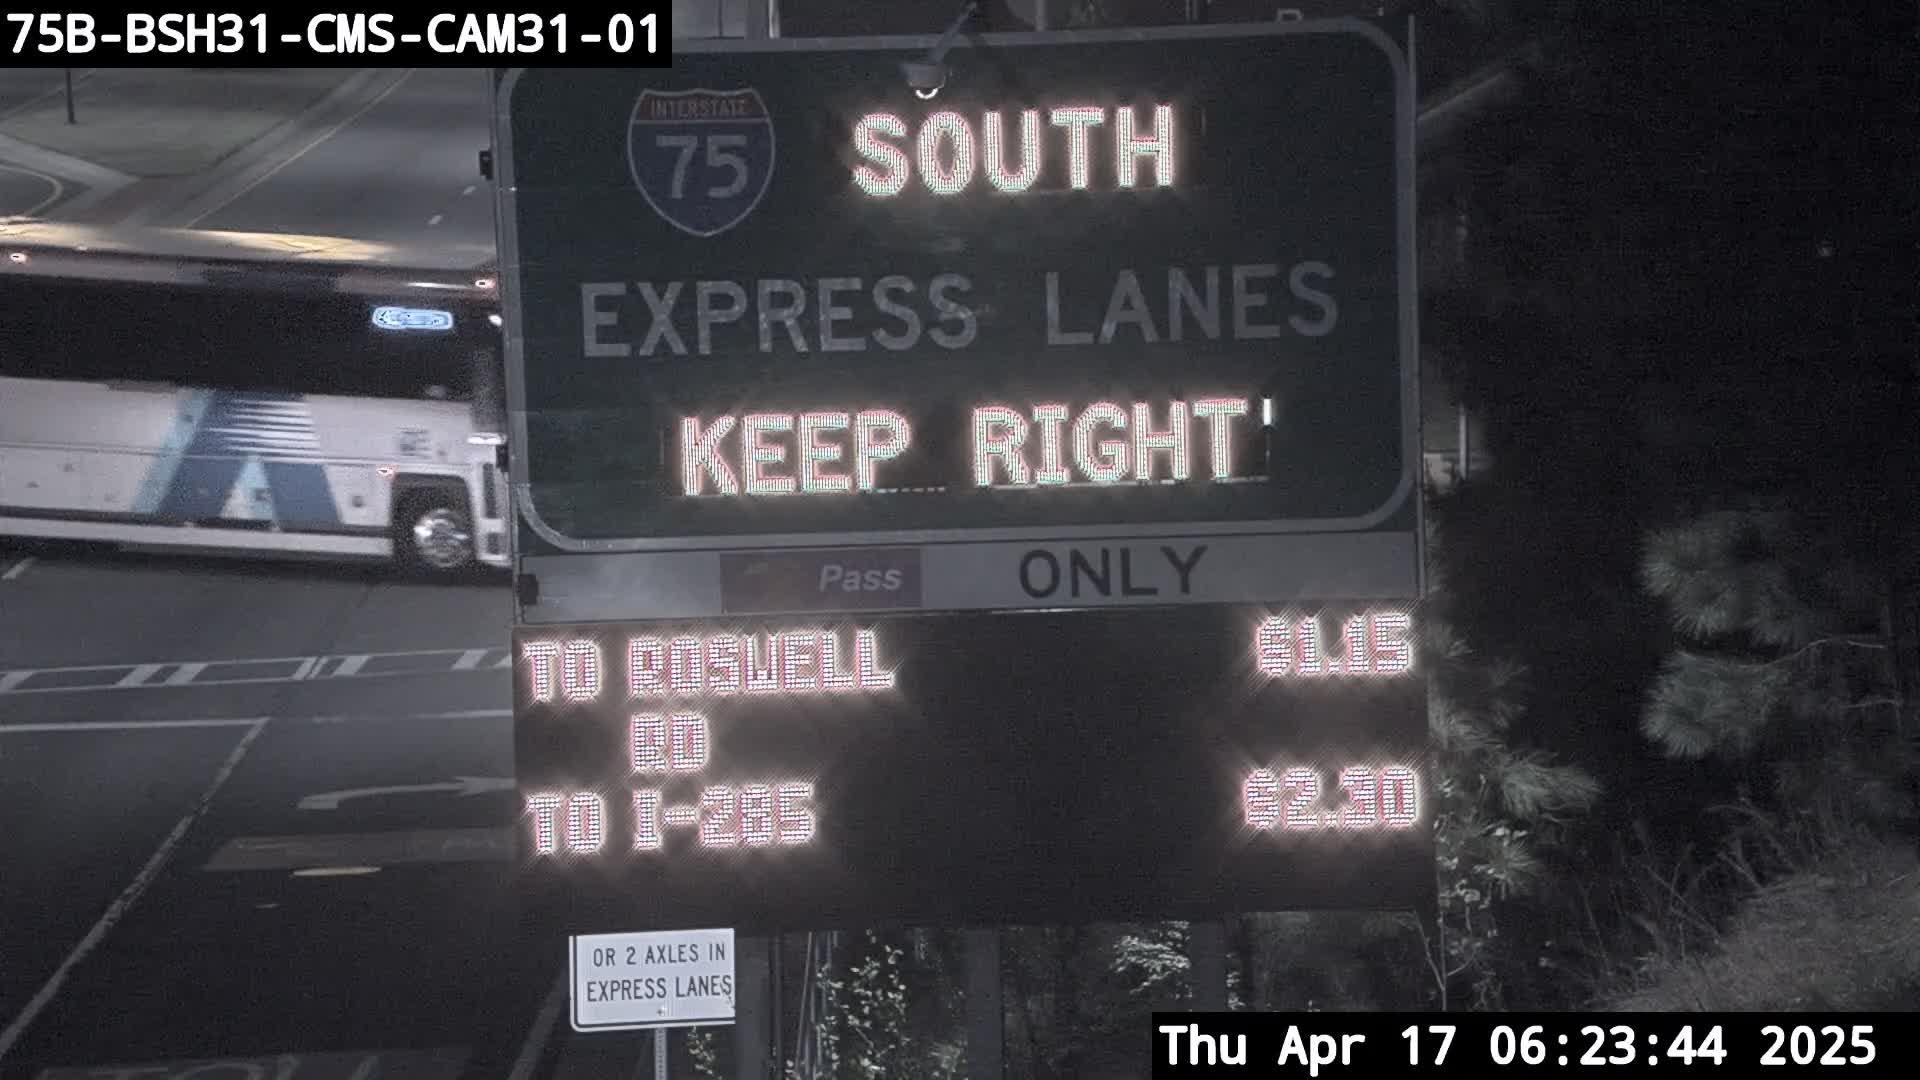 75B-BSH31-CMS-CAM31-01
INTERSTATE
75
SOUTH
EXPRESS LANES
KEEP RIGHT
Pass ONLY
TO ROSWELL $1.15
RD
TO I-285 $2.30
OR 2 AXLES IN
EXPRESS LANES
Thu Apr 17 06:23:44 2025